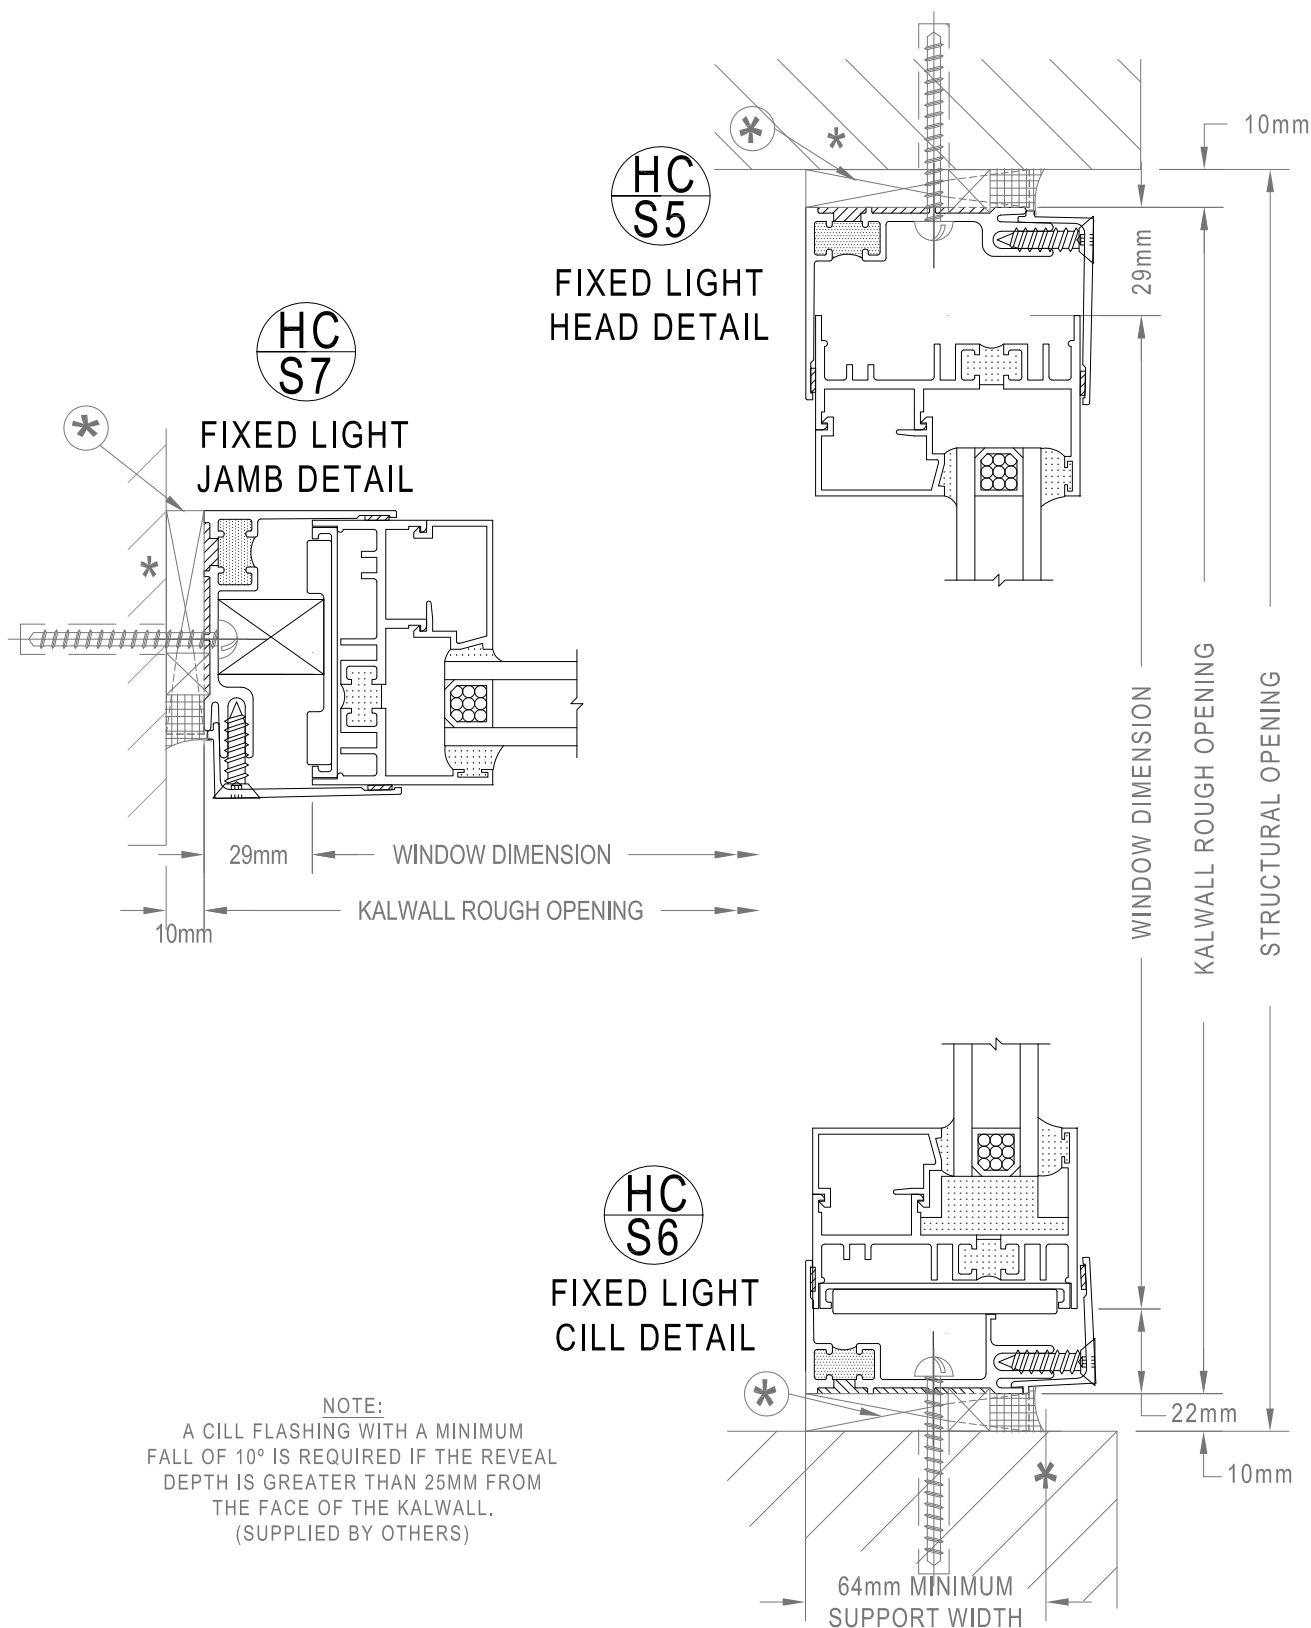 10mm
*
*
HC
S5
FIXED LIGHT
HEAD DETAIL
29mm
HC
S7
FIXED LIGHT
JAMB DETAIL
*
*
29mm
WINDOW DIMENSION
KALWALL ROUGH OPENING
10mm
WINDOW DIMENSION
KALWALL ROUGH OPENING
STRUCTURAL OPENING
HC
S6
FIXED LIGHT
CILL DETAIL
*
22mm
10mm
*
NOTE:
A CILL FLASHING WITH A MINIMUM
FALL OF 10º IS REQUIRED IF THE REVEAL
DEPTH IS GREATER THAN 25MM FROM
THE FACE OF THE KALWALL.
(SUPPLIED BY OTHERS)
64mm MINIMUM
SUPPORT WIDTH